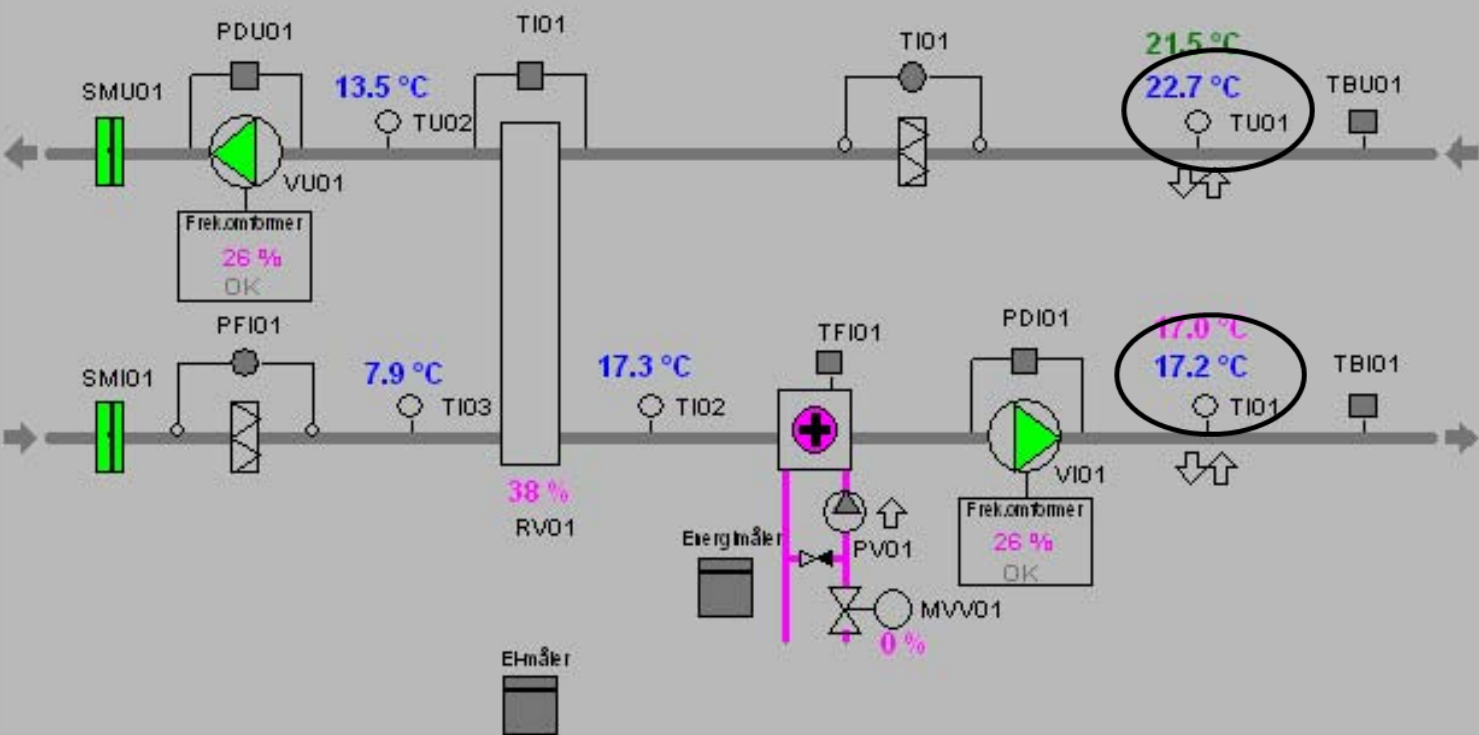 PDU01
TI01
TI01
21.5 °C
SMU01
13.5 °C
22.7 °C
TBU01
TU02
TU01
VU01
Frek.omformer
26 %
OK
PFI01
TFI01
PDI01
17.0 °C
SMI01
7.9 °C
17.3 °C
17.2 °C
TBI01
TI03
TI02
TI01
VI01
38 %
RV01
Energimåler
PV01
Frek.omformer
26 %
OK
MVV01
0 %
El-måler